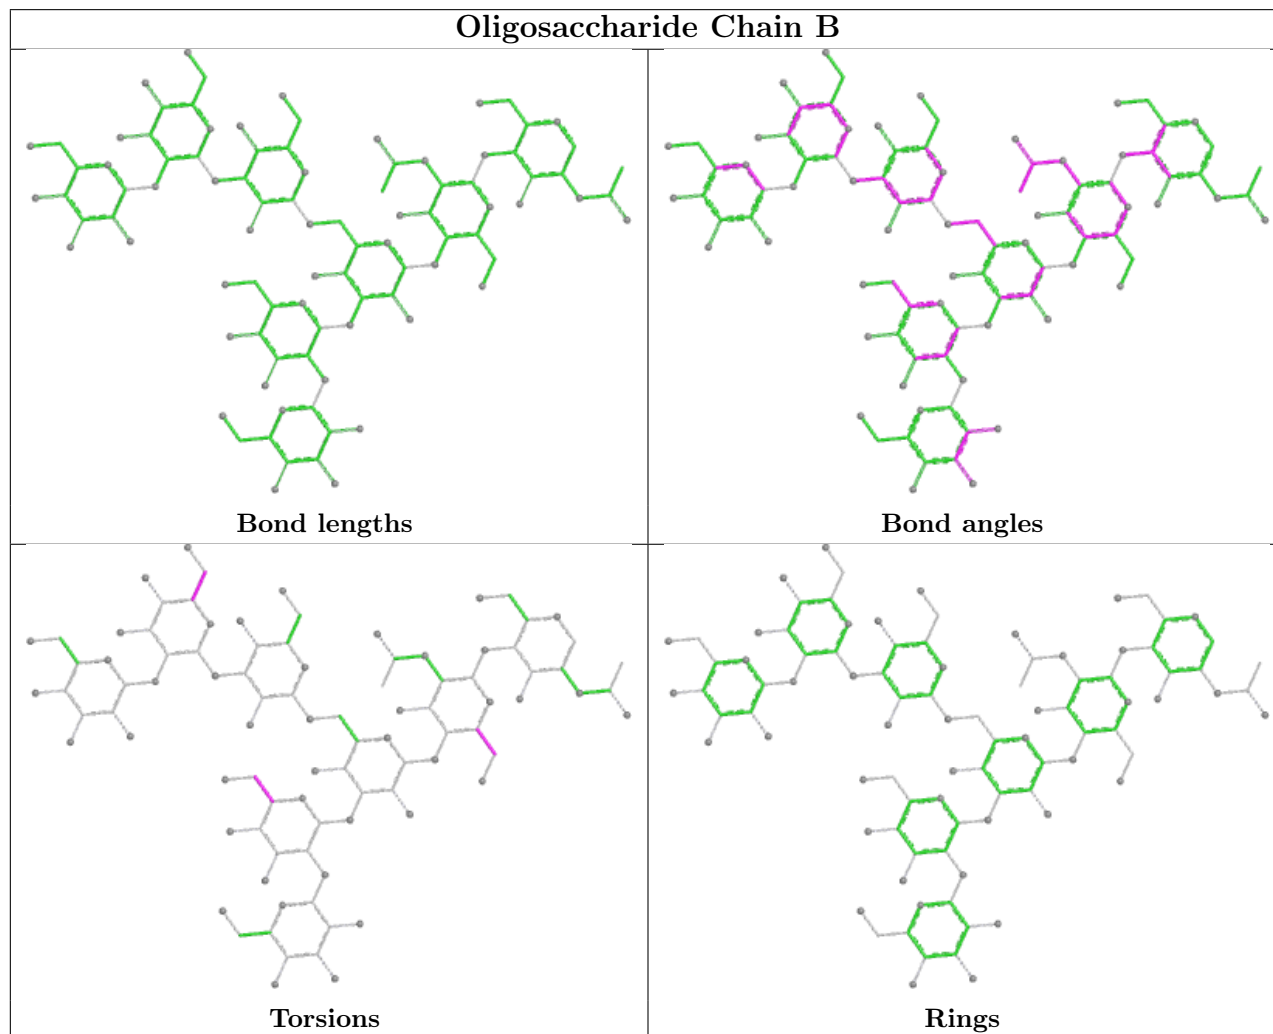 Oligosaccharide Chain B
Bond lengths
Bond angles
Torsions
Rings